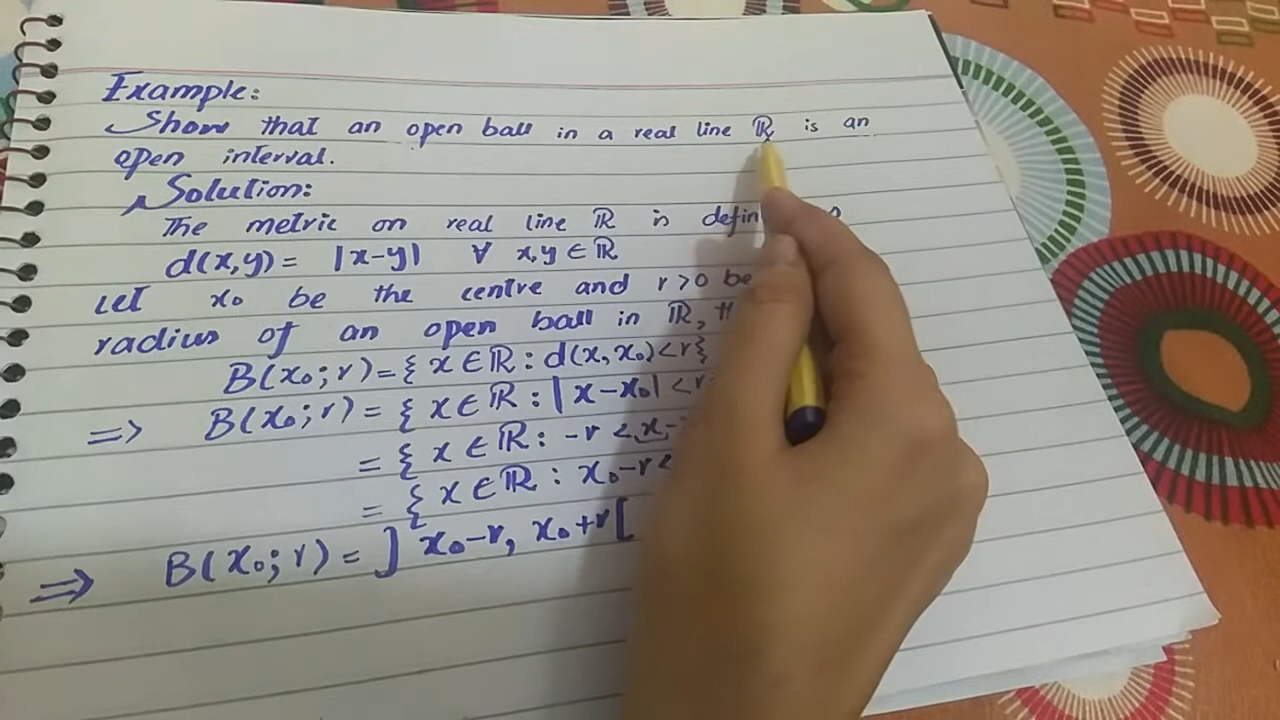 Example:
Show that an open ball in a real line ℝ is an
open interval.
Solution:
The metric on real line ℝ is
d(x,y) = |x-y| ∀ x,y ∈ ℝ
Let x₀ be the centre and r>0 be
radius of an open ball in ℝ,
B(x₀;r)={ x ∈ ℝ: d(x,x₀)<r}
=> B(x₀;r) = { x ∈ ℝ : |x-x₀| < r
= { x ∈ ℝ: -r < x-
= { x ∈ ℝ : x₀-r <
=> B(x₀;r) = ] x₀-r, x₀+r [